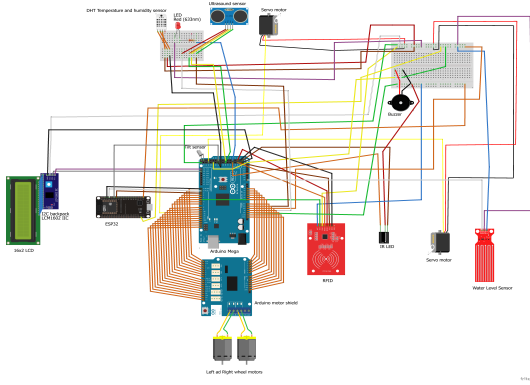 Ultrasound sensor
DHT Temperature and humidity sensor
LED
Red (633nm)
Servo motor
Buzzer
Tilt sensor
I2C backpack
LCM1602 IIC
ESP32
16x2 LCD
Arduino Mega
RFID
IR LED
Servo motor
Water Level Sensor
Arduino motor shield
Left ad Right wheel motors